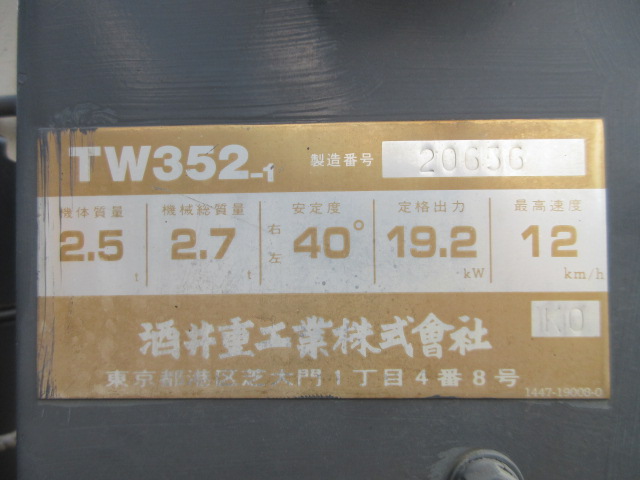 TW352-1 製造番号 20636
機体質量 機械総質量 安定度 定格出力 最高速度
2.5 t 2.7 t 右左 40° 19.2 kW 12 km/h
酒井重工業株式會社
東京都港区芝大門1丁目4番8号
1447-19003-0